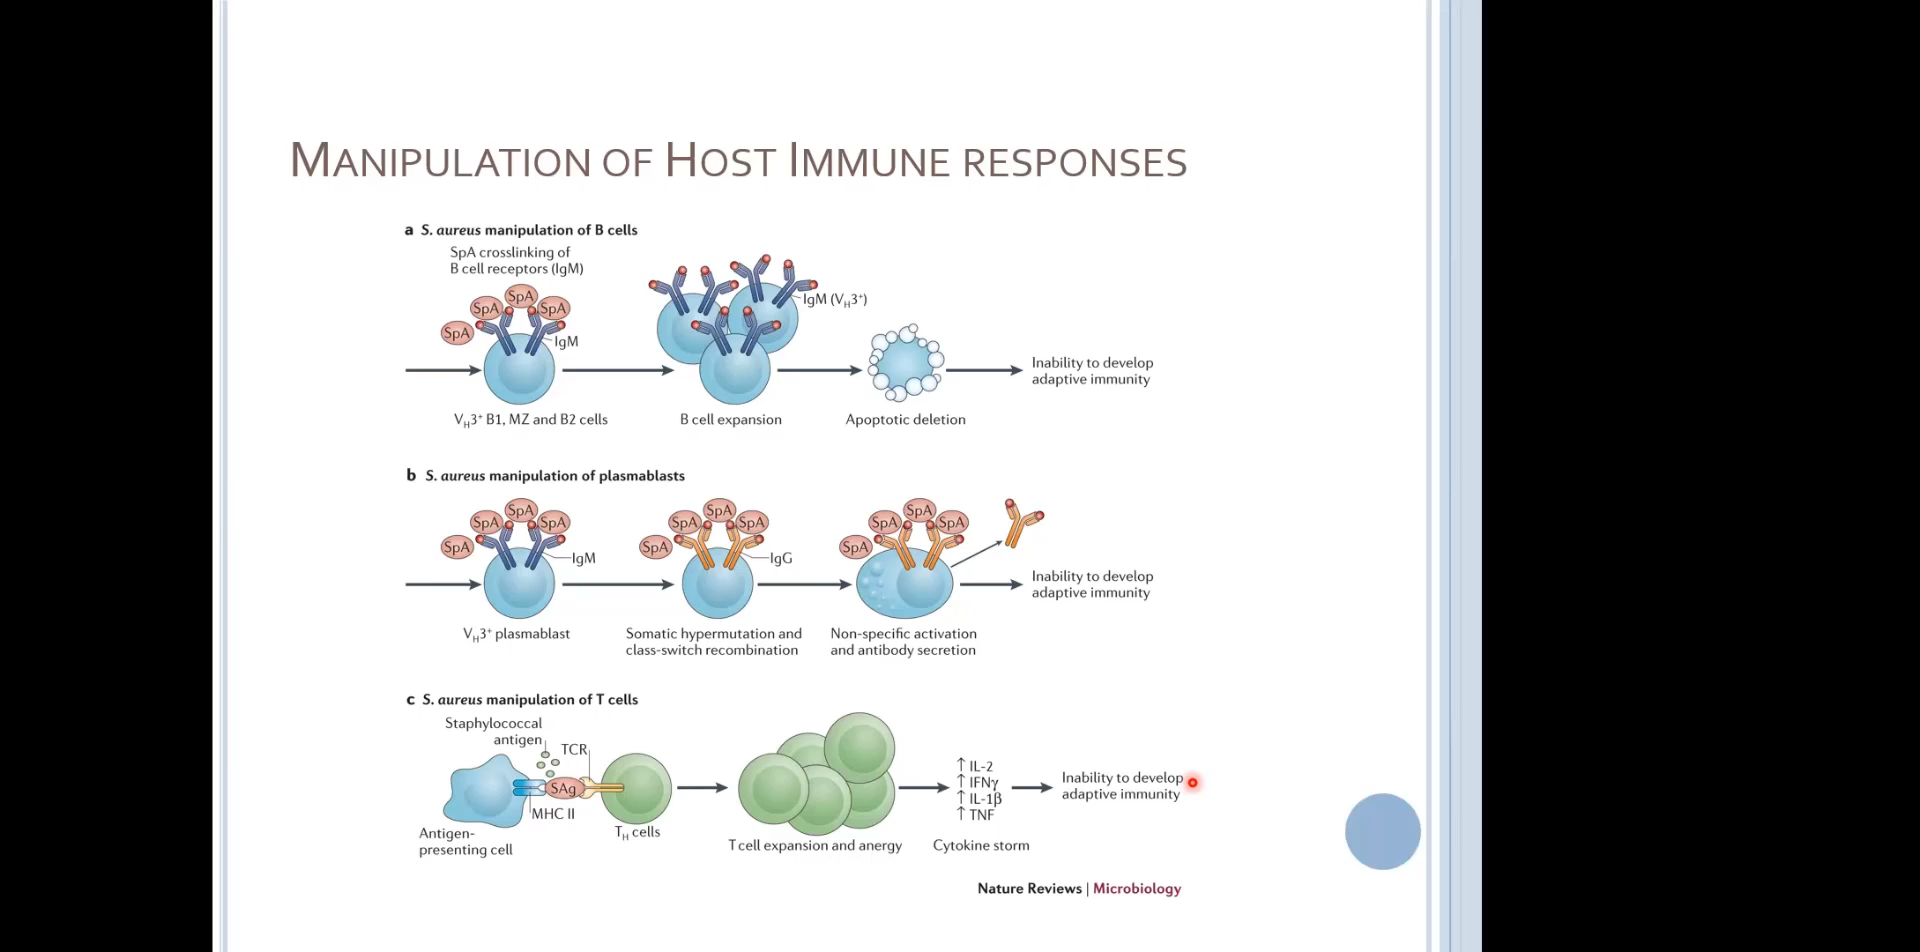 MANIPULATION OF HOST IMMUNE RESPONSES
a S. aureus manipulation of B cells
SpA crosslinking of
B cell receptors (IgM)
SpA
SpA
SpA
SpA
IgM
IgM (VH3⁺)
Inability to develop
adaptive immunity
VH3⁺ B1, MZ and B2 cells
B cell expansion
Apoptotic deletion
b S. aureus manipulation of plasmablasts
SpA
SpA
SpA
SpA
IgM
SpA
SpA
SpA
SpA
IgG
SpA
SpA
SpA
SpA
Inability to develop
adaptive immunity
VH3⁺ plasmablast
Somatic hypermutation and
class-switch recombination
Non-specific activation
and antibody secretion
c S. aureus manipulation of T cells
Staphylococcal
antigen
TCR
SAg
MHC II
Antigen-
presenting cell
TH cells
T cell expansion and anergy
↑ IL-2
↑ IFNγ
↑ IL-1β
↑ TNF
Cytokine storm
Inability to develop
adaptive immunity
Nature Reviews | Microbiology